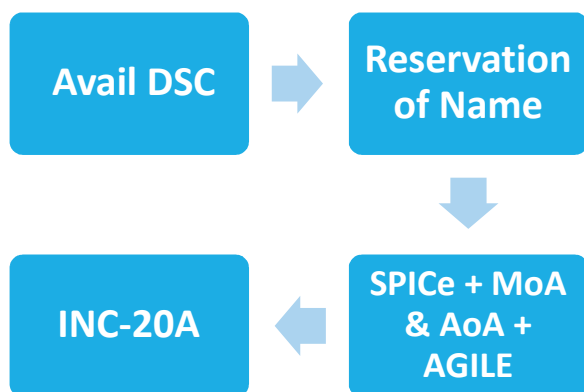 Avail DSC
Reservation
of Name
SPICe + MoA
& AoA +
AGILE
INC-20A